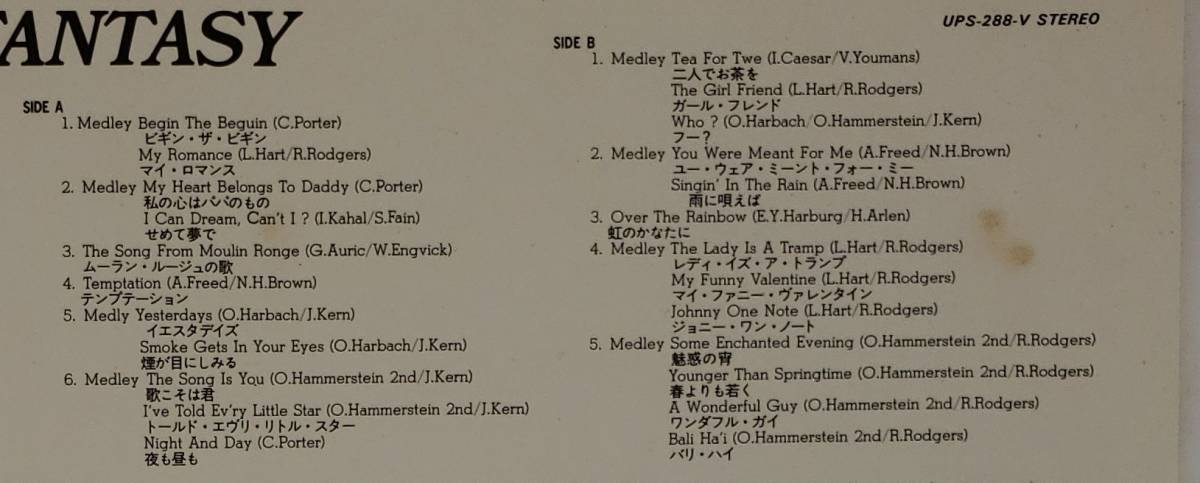 FANTASY
UPS-288-V STEREO
SIDE A
1. Medley Begin The Beguin (C.Porter)
ビギン・ザ・ビギン
My Romance (L.Hart/R.Rodgers)
マイ・ロマンス
2. Medley My Heart Belongs To Daddy (C.Porter)
私の心はパパのもの
I Can Dream, Can't I ? (I.Kahal/S.Fain)
せめて夢で
3. The Song From Moulin Ronge (G.Auric/W.Engvick)
ムーラン・ルージュの歌
4. Temptation (A.Freed/N.H.Brown)
テンプテーション
5. Medly Yesterdays (O.Harbach/J.Kern)
イエスタデイズ
Smoke Gets In Your Eyes (O.Harbach/J.Kern)
煙が目にしみる
6. Medley The Song Is You (O.Hammerstein 2nd/J.Kern)
歌こそは君
I've Told Ev'ry Little Star (O.Hammerstein 2nd/J.Kern)
トールド・エヴリ・リトル・スター
Night And Day (C.Porter)
夜も昼も
SIDE B
1. Medley Tea For Twe (I.Caesar/V.Youmans)
二人でお茶を
The Girl Friend (L.Hart/R.Rodgers)
ガール・フレンド
Who ? (O.Harbach/O.Hammerstein/J.Kern)
フー?
2. Medley You Were Meant For Me (A.Freed/N.H.Brown)
ユー・ウェア・ミーント・フォー・ミー
Singin' In The Rain (A.Freed/N.H.Brown)
雨に唄えば
3. Over The Rainbow (E.Y.Harburg/H.Arlen)
虹のかなたに
4. Medley The Lady Is A Tramp (L.Hart/R.Rodgers)
レディ・イズ・ア・トランプ
My Funny Valentine (L.Hart/R.Rodgers)
マイ・ファニー・ヴァレンタイン
Johnny One Note (L.Hart/R.Rodgers)
ジョニー・ワン・ノート
5. Medley Some Enchanted Evening (O.Hammerstein 2nd/R.Rodgers)
魅惑の宵
Younger Than Springtime (O.Hammerstein 2nd/R.Rodgers)
春よりも若く
A Wonderful Guy (O.Hammerstein 2nd/R.Rodgers)
ワンダフル・ガイ
Bali Ha'i (O.Hammerstein 2nd/R.Rodgers)
バリ・ハイ